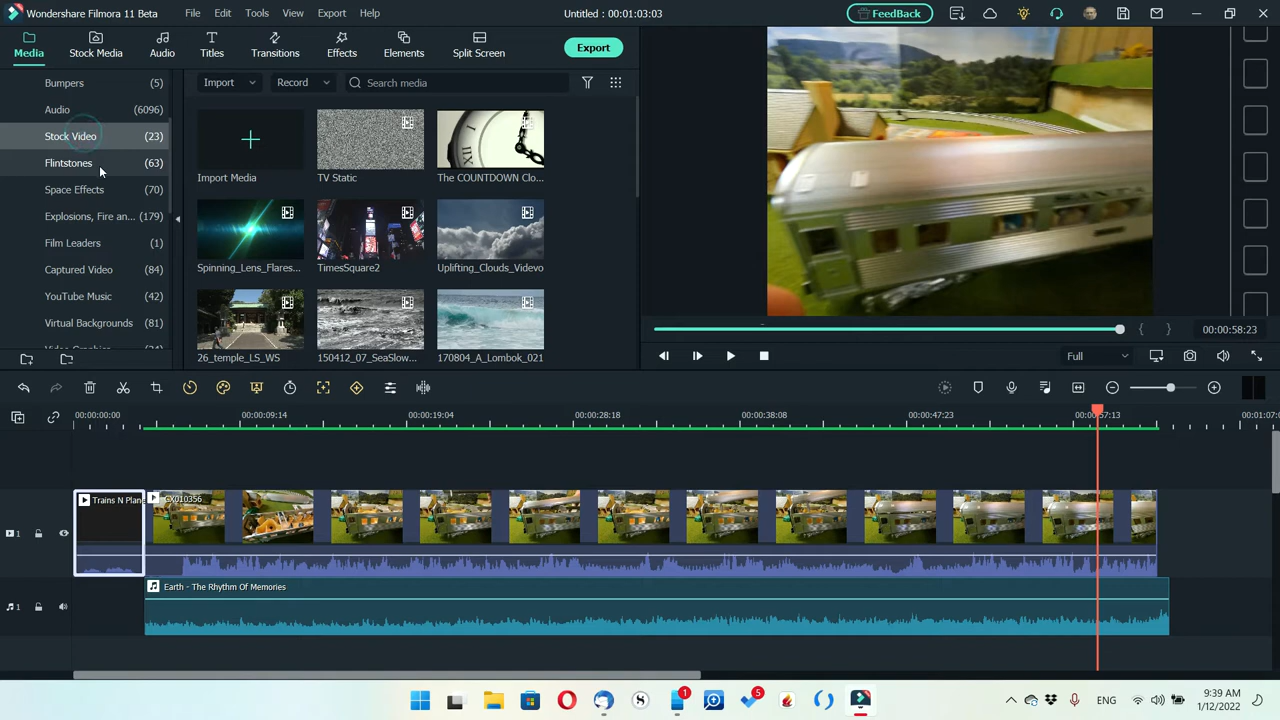 Wondershare Filmora 11 Beta
File Edit Tools View Export Help
Untitled : 00:01:03:03
FeedBack
Media Stock Media Audio Titles Transitions Effects Elements Split Screen
Export
Bumpers (5)
Audio (6096)
Stock Video (23)
Flintstones (63)
Space Effects (70)
Explosions, Fire an... (179)
Film Leaders (1)
Captured Video (84)
YouTube Music (42)
Virtual Backgrounds (81)
Import Record Search media
Import Media TV Static The COUNTDOWN Clo...
Spinning_Lens_Flares... TimesSquare2 Uplifting_Clouds_Videvo
26_temple_LS_WS 150412_07_SeaSlow... 170804_A_Lombok_021
00:00:58:23
Full
00:00:00:00 00:00:09:14 00:00:19:04 00:00:28:18 00:00:38:08 00:00:47:23 00:00:57:13 00:01:07:0
Trains N Plane
GX010356
1
Earth - The Rhythm Of Memories
1
1
5
ENG
9:39 AM
1/12/2022